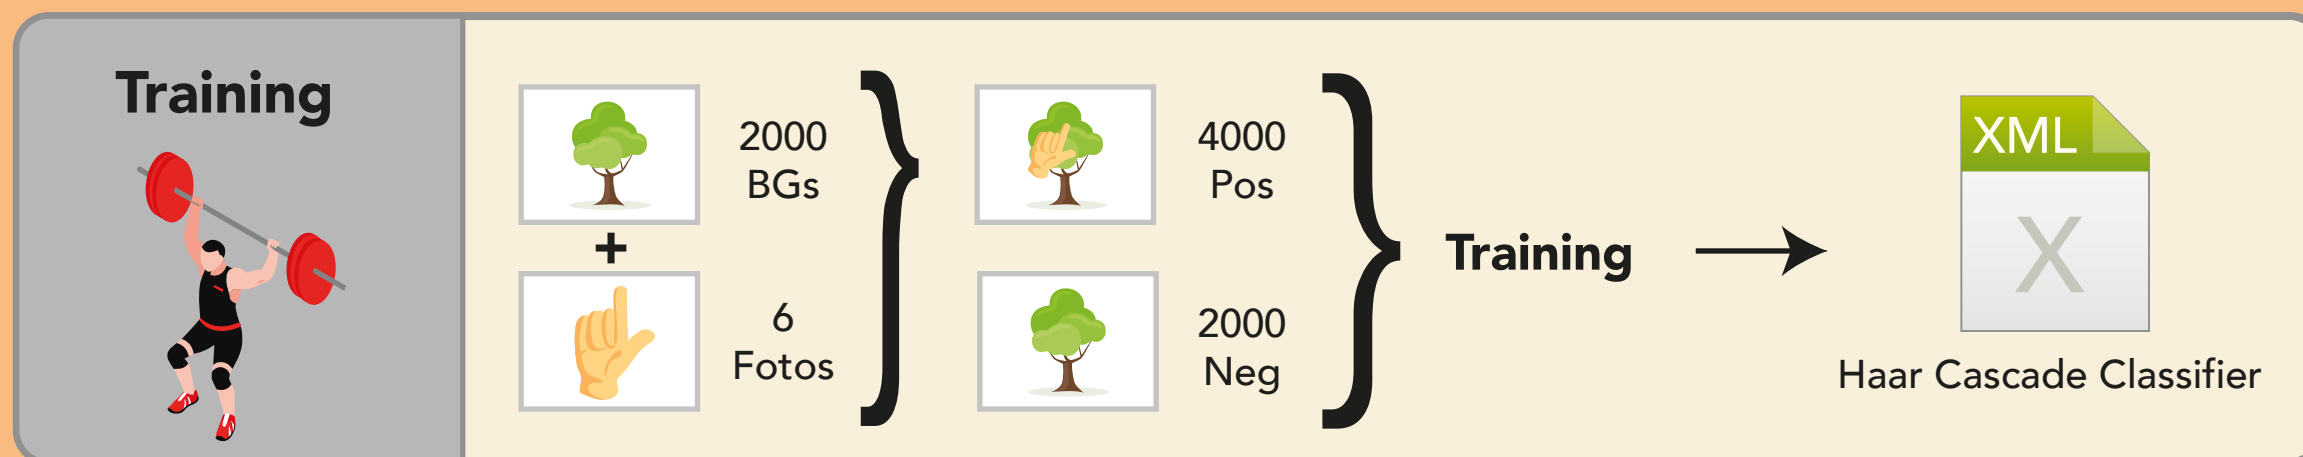 Training
2000
BGs
+
6
Fotos
4000
Pos
2000
Neg
Training
XML
X
Haar Cascade Classifier